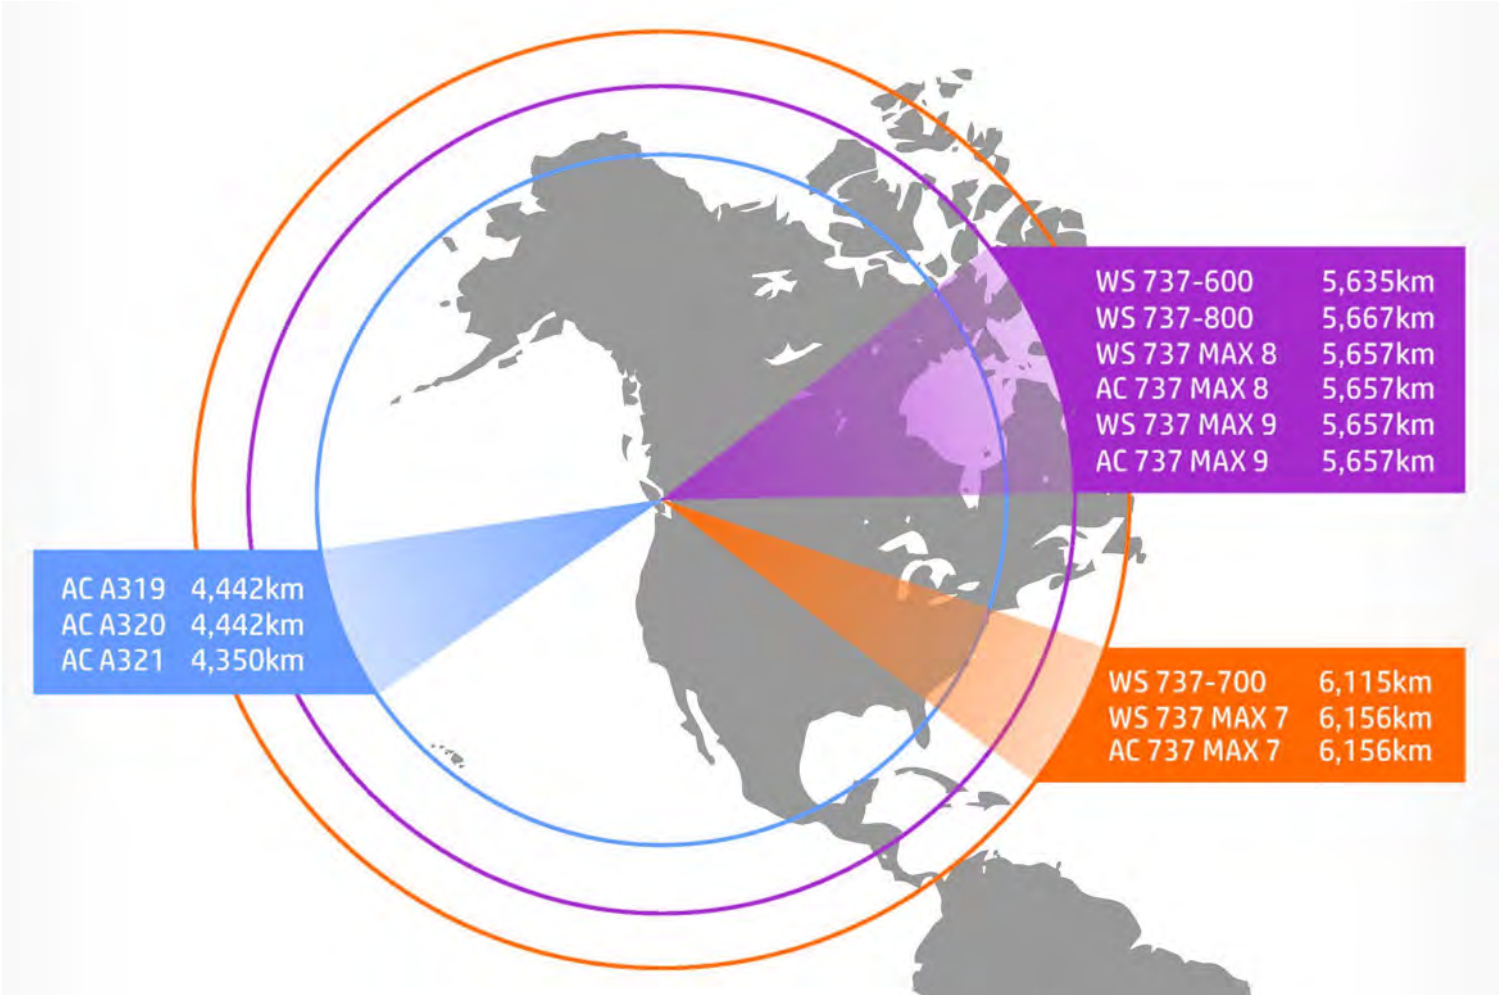 WS 737-600 5,635km
WS 737-800 5,667km
WS 737 MAX 8 5,657km
AC 737 MAX 8 5,657km
WS 737 MAX 9 5,657km
AC 737 MAX 9 5,657km
AC A319 4,442km
AC A320 4,442km
AC A321 4,350km
WS 737-700 6,115km
WS 737 MAX 7 6,156km
AC 737 MAX 7 6,156km